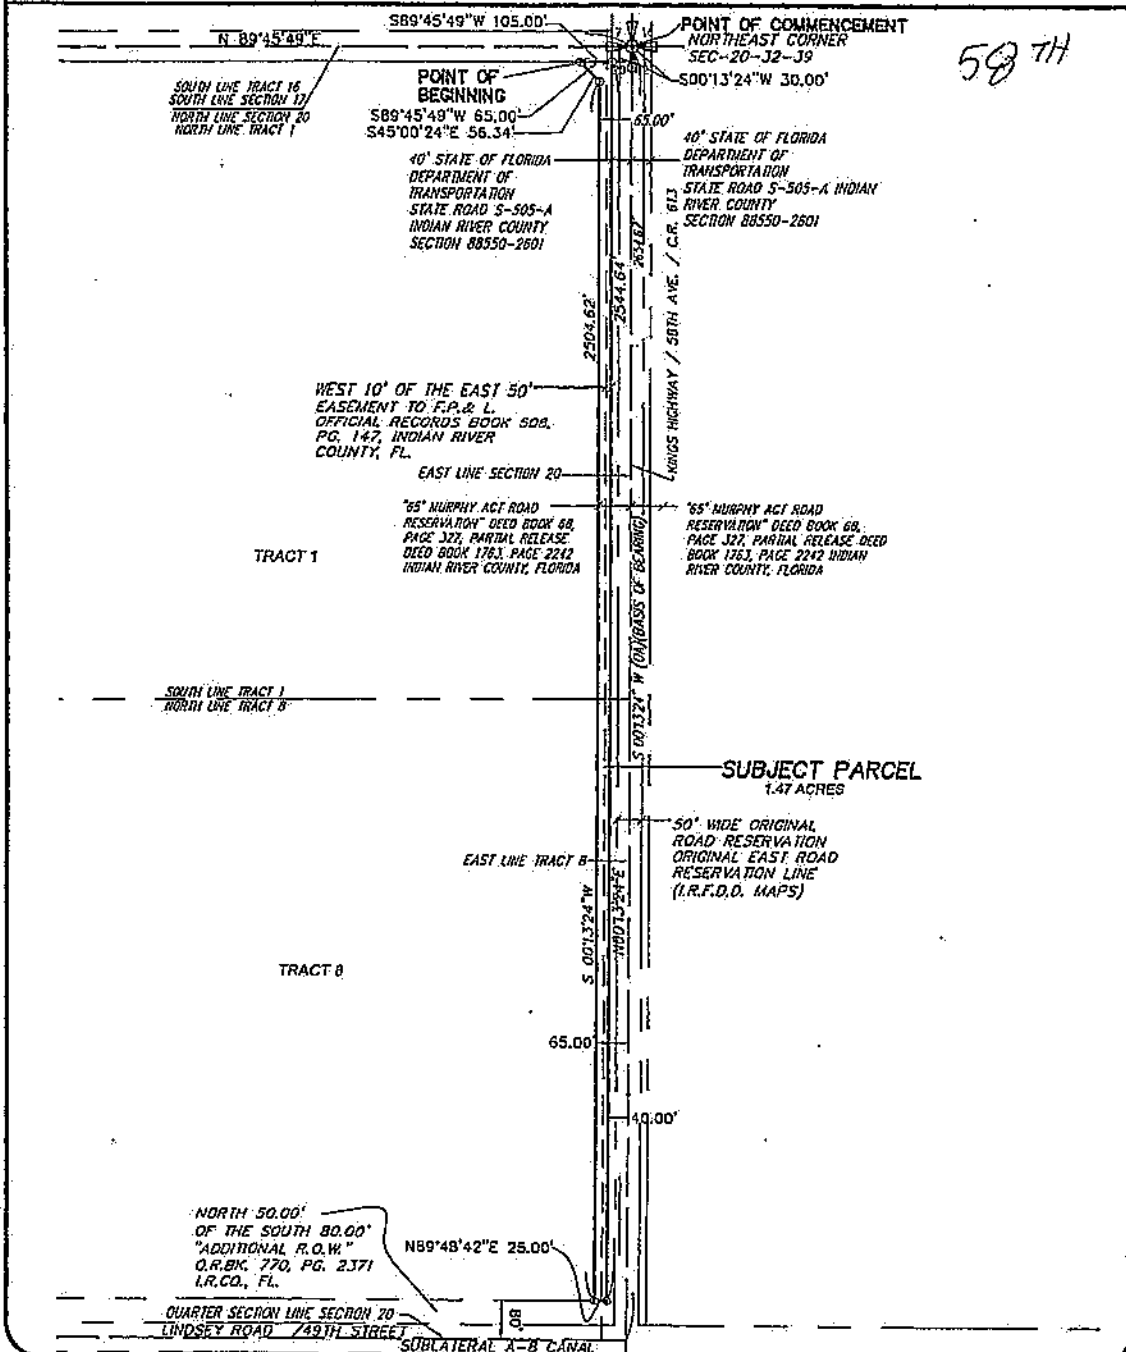 S89°45'49"W 105.00'
POINT OF COMMENCEMENT
NORTHEAST CORNER
SEC-20-32-39
S00°13'24"W 30.00'
58 TH
N 89°45'49"E
SOUTH LINE TRACT 16
SOUTH LINE SECTION 17
NORTH LINE SECTION 20
NORTH LINE TRACT 1
POINT OF
BEGINNING
S89°45'49"W 65.00'
S45°00'24"E 56.34'
65.00'
40' STATE OF FLORIDA
DEPARTMENT OF
TRANSPORTATION
STATE ROAD S-505-A
INDIAN RIVER COUNTY
SECTION 88550-2601
40' STATE OF FLORIDA
DEPARTMENT OF
TRANSPORTATION
STATE ROAD S-505-A INDIAN
RIVER COUNTY
SECTION 88550-2601
2504.62'
2544.64'
2654.67'
KINGS HIGHWAY / 58TH AVE. / C.R. 613
WEST 10' OF THE EAST 50'
EASEMENT TO F.P.& L.
OFFICIAL RECORDS BOOK 506,
PG. 147, INDIAN RIVER
COUNTY, FL.
EAST LINE SECTION 20
"65' MURPHY ACT ROAD
RESERVATION" DEED BOOK 68,
PAGE 327, PARTIAL RELEASE
DEED BOOK 1763, PAGE 2242
INDIAN RIVER COUNTY, FLORIDA
"65' MURPHY ACT ROAD
RESERVATION" DEED BOOK 68,
PAGE 327, PARTIAL RELEASE DEED
BOOK 1763, PAGE 2242 INDIAN
RIVER COUNTY, FLORIDA
TRACT 1
S 00°13'24" W (OA)(BASIS OF BEARING)
SOUTH LINE TRACT 1
NORTH LINE TRACT 8
SUBJECT PARCEL
1.47 ACRES
50' WIDE ORIGINAL
ROAD RESERVATION
ORIGINAL EAST ROAD
RESERVATION LINE
(I.R.F.D.D. MAPS)
EAST LINE TRACT 8
S 00°13'24"W
N00°13'24"E
TRACT 8
65.00'
40.00'
NORTH 50.00'
OF THE SOUTH 80.00'
"ADDITIONAL R.O.W."
O.R.BK. 770, PG. 2371
I.R.CO., FL.
N89°48'42"E 25.00'
80'
QUARTER SECTION LINE SECTION 20
LINDSEY ROAD /49TH STREET
SUBLATERAL A-8 CANAL